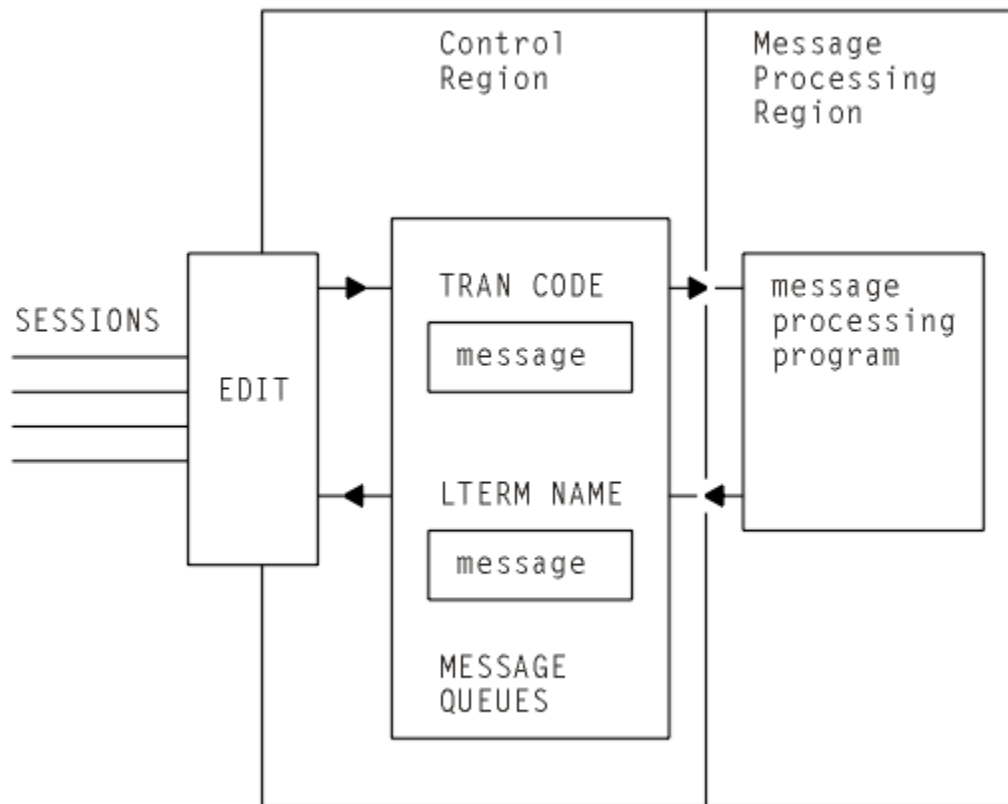 Control
Region
Message
Processing
Region
SESSIONS
EDIT
TRAN CODE
message
LTERM NAME
message
MESSAGE
QUEUES
message
processing
program